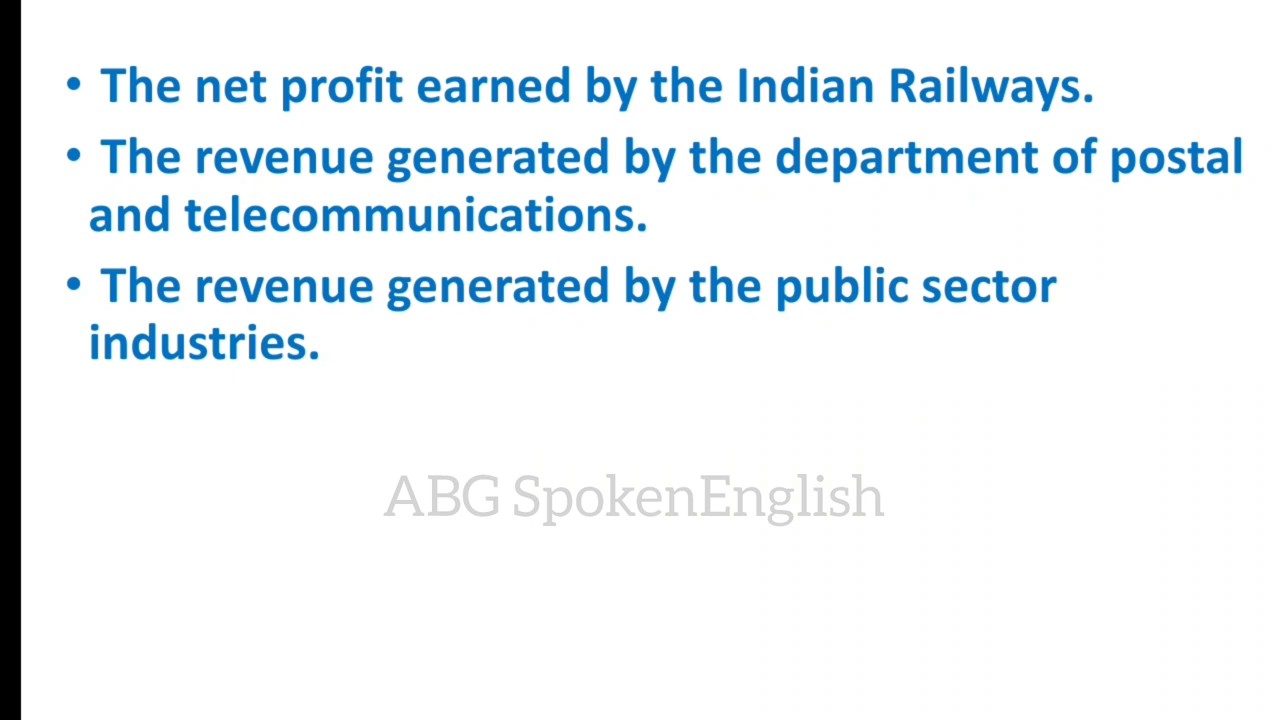 • The net profit earned by the Indian Railways.
• The revenue generated by the department of postal
and telecommunications.
• The revenue generated by the public sector
industries.
ABG SpokenEnglish